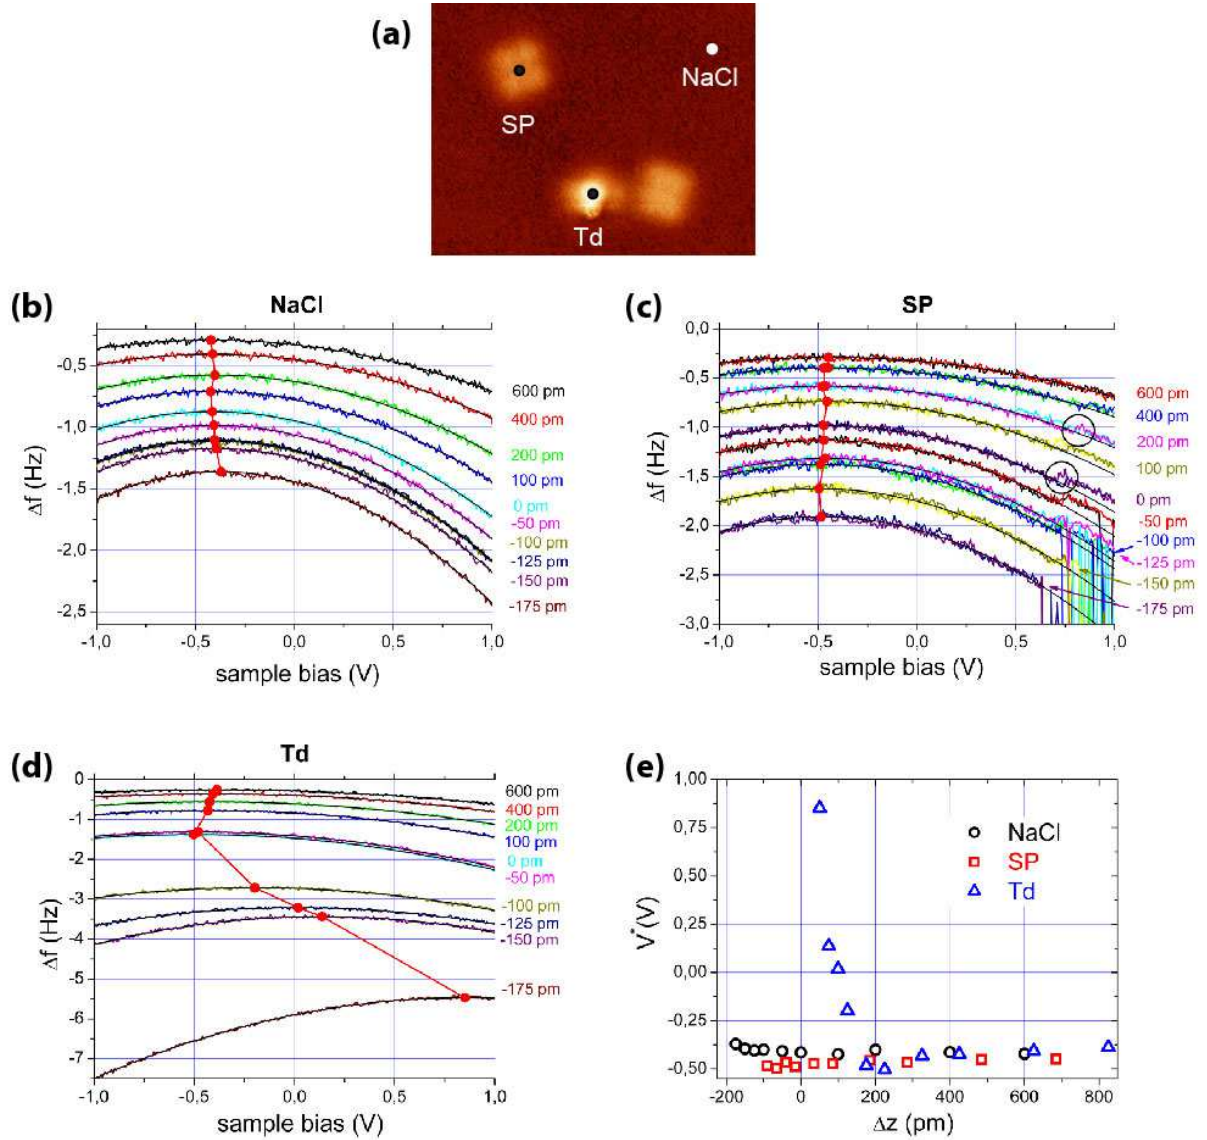 (a)
NaCl
SP
Td
(b)
NaCl
-0,5
-1,0
-1,5
-2,0
-2,5
Δf (Hz)
600 pm
400 pm
200 pm
100 pm
0 pm
-50 pm
-100 pm
-125 pm
-150 pm
-175 pm
-1,0 -0,5 0,0 0,5 1,0
sample bias (V)
(c)
SP
0,0
-0,5
-1,0
-1,5
-2,0
-2,5
-3,0
Δf (Hz)
600 pm
400 pm
200 pm
100 pm
0 pm
-50 pm
-100 pm
-125 pm
-150 pm
-175 pm
-1,0 -0,5 0,0 0,5 1,0
sample bias (V)
(d)
Td
0
-1
-2
-3
-4
-5
-6
-7
Δf (Hz)
600 pm
400 pm
200 pm
100 pm
0 pm
-50 pm
-100 pm
-125 pm
-150 pm
-175 pm
-1,0 -0,5 0,0 0,5 1,0
sample bias (V)
(e)
1,00
0,75
0,50
0,25
0,00
-0,25
-0,50
V*(V)
NaCl
SP
Td
-200 0 200 400 600 800
Δz (pm)